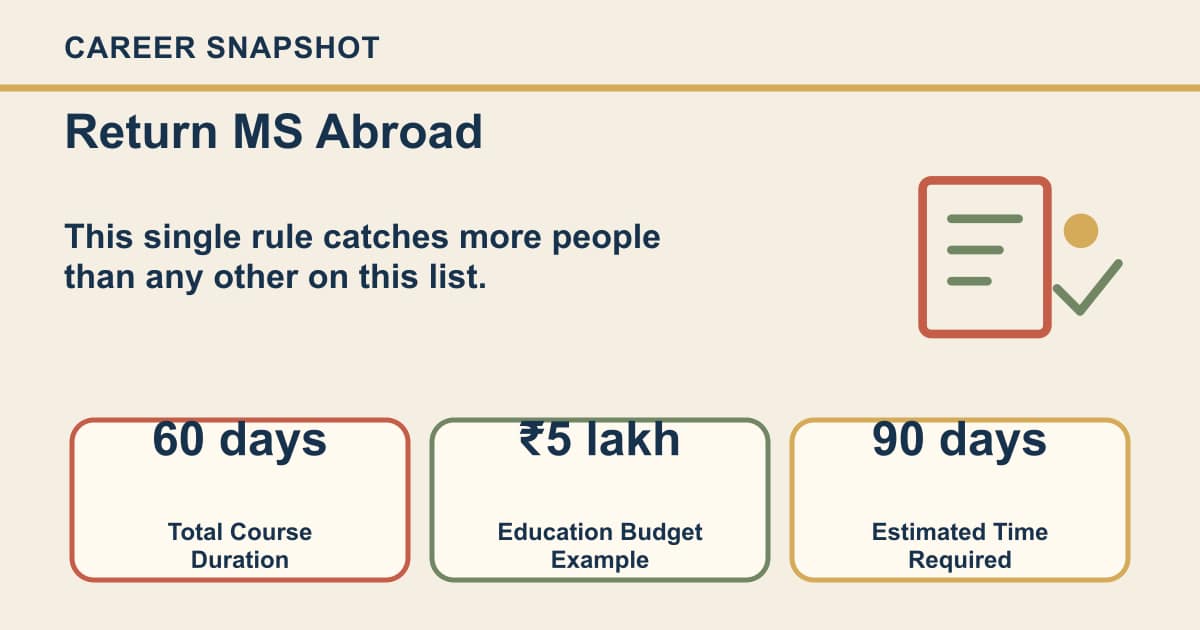 CAREER SNAPSHOT
Return MS Abroad
This single rule catches more people
than any other on this list.
60 days
Total Course
Duration
₹5 lakh
Education Budget
Example
90 days
Estimated Time
Required